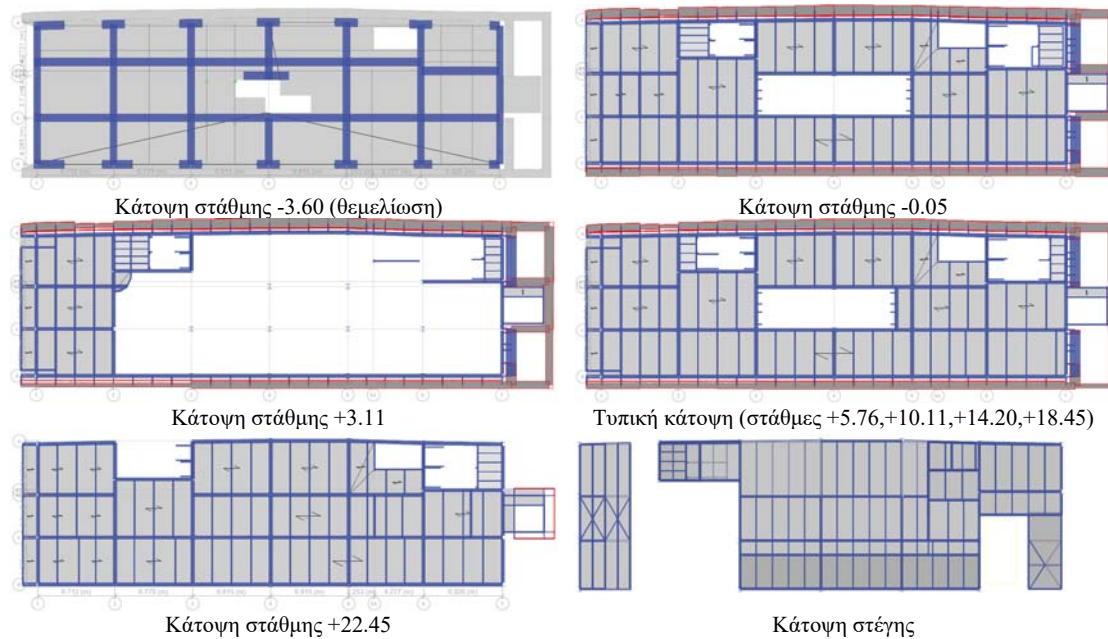 Κάτοψη στάθμης -3.60 (θεμελίωση)
Κάτοψη στάθμης -0.05
Κάτοψη στάθμης +3.11
Τυπική κάτοψη (στάθμες +5.76,+10.11,+14.20,+18.45)
Κάτοψη στάθμης +22.45
Κάτοψη στέγης